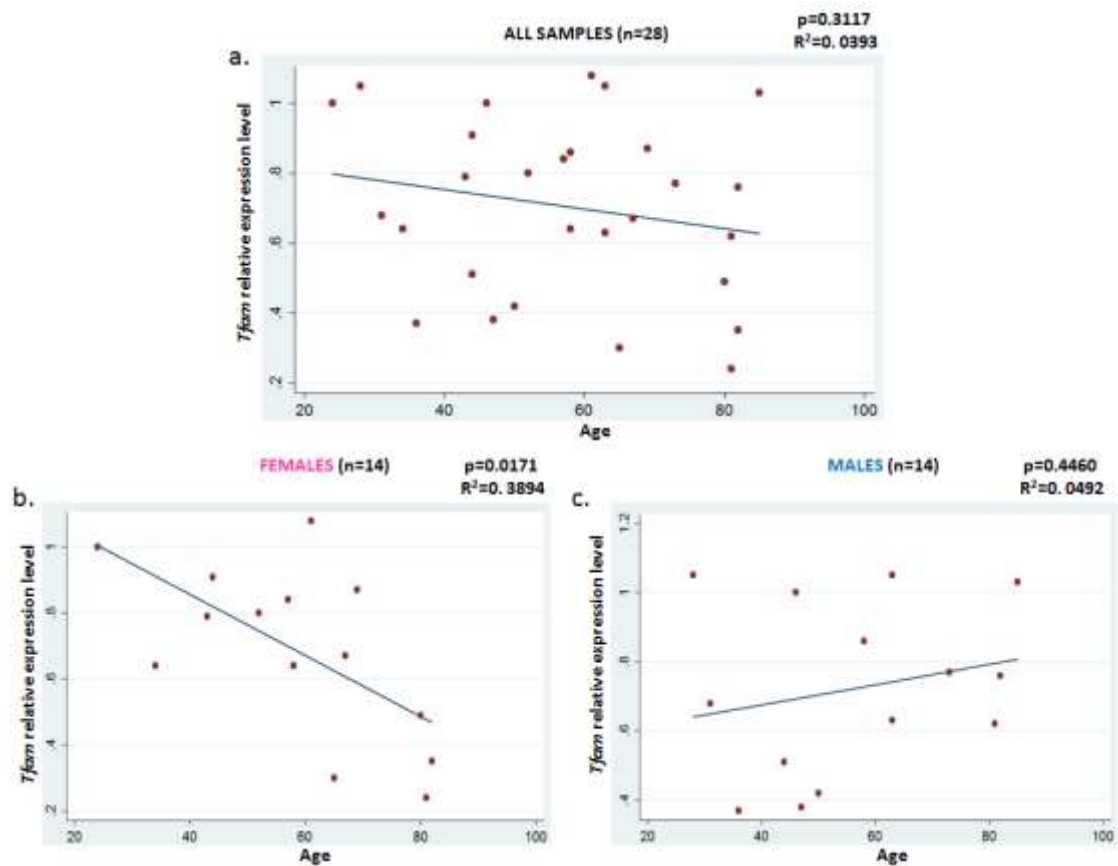 ALL SAMPLES (n=28)
p=0.3117
R²=0. 0393
a.
Tfam relative expression level
1
.8
.6
.4
.2
20 40 60 80 100
Age
FEMALES (n=14)
p=0.0171
R²=0. 3894
b.
Tfam relative expression level
1
.8
.6
.4
.2
20 40 60 80 100
Age
MALES (n=14)
p=0.4460
R²=0. 0492
c.
Tfam relative expression level
1.2
1
.8
.6
.4
20 40 60 80 100
Age